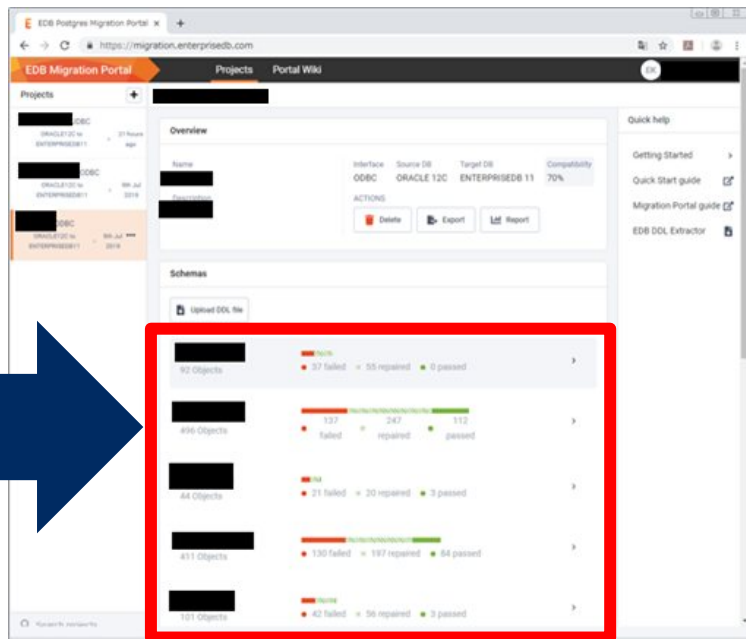 EDB Postgres Migration Portal
https://migration.enterprisedb.com
EDB Migration Portal
Projects
Portal Wiki
EK
Projects
ODBC
ORACLE12C to
ENTERPRISEDB11
21 hours
ago
ODBC
ORACLE12C to
ENTERPRISEDB11
9th Jul
2019
ODBC
ORACLE12C to
ENTERPRISEDB11
9th Jul
2019
Overview
Name
Interface
Source DB
Target DB
Compatibility
ODBC
ORACLE 12C
ENTERPRISEDB 11
70%
Description
ACTIONS
Delete
Export
Report
Schemas
Upload DDL file
92 Objects
37 failed
55 repaired
0 passed
496 Objects
137
failed
247
repaired
112
passed
44 Objects
21 failed
20 repaired
3 passed
411 Objects
130 failed
197 repaired
84 passed
101 Objects
42 failed
56 repaired
3 passed
Quick help
Getting Started
Quick Start guide
Migration Portal guide
EDB DDL Extractor